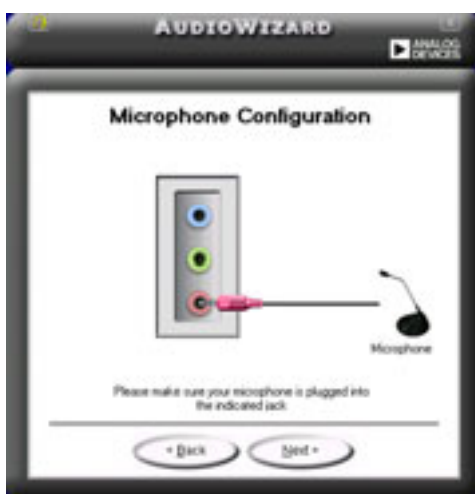 AUDIOWIZARD
ANALOG
DEVICES
Microphone Configuration
Microphone
Please make sure your microphone is plugged into
the indicated jack
< Back
Next >